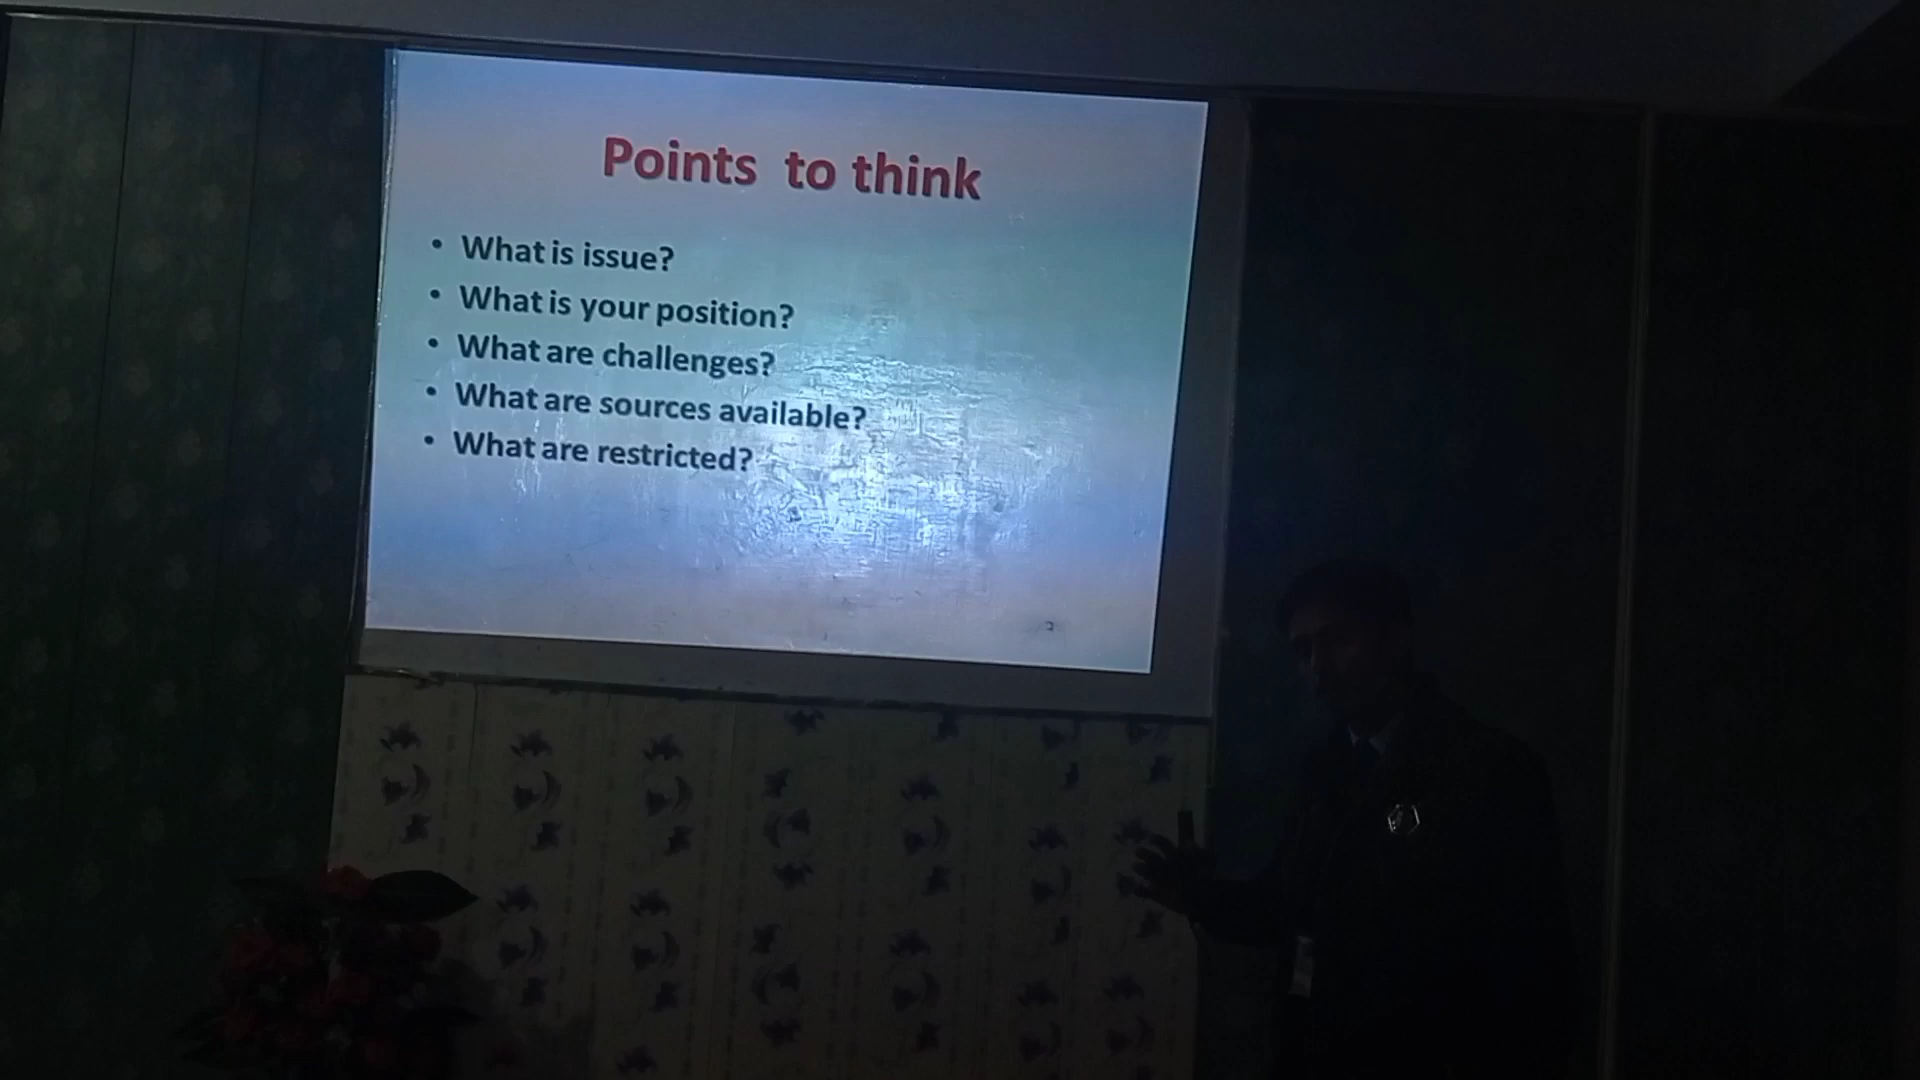 Points to think
• What is issue?
• What is your position?
• What are challenges?
• What are sources available?
• What are restricted?